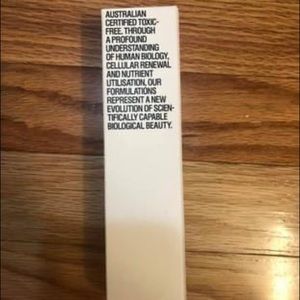 AUSTRALIAN
CERTIFIED TOXIC-
FREE, THROUGH
A PROFOUND
UNDERSTANDING
OF HUMAN BIOLOGY,
CELLULAR RENEWAL
AND NUTRIENT
UTILISATION, OUR
FORMULATIONS
REPRESENT A NEW
EVOLUTION OF SCIEN-
TIFICALLY CAPABLE
BIOLOGICAL BEAUTY.